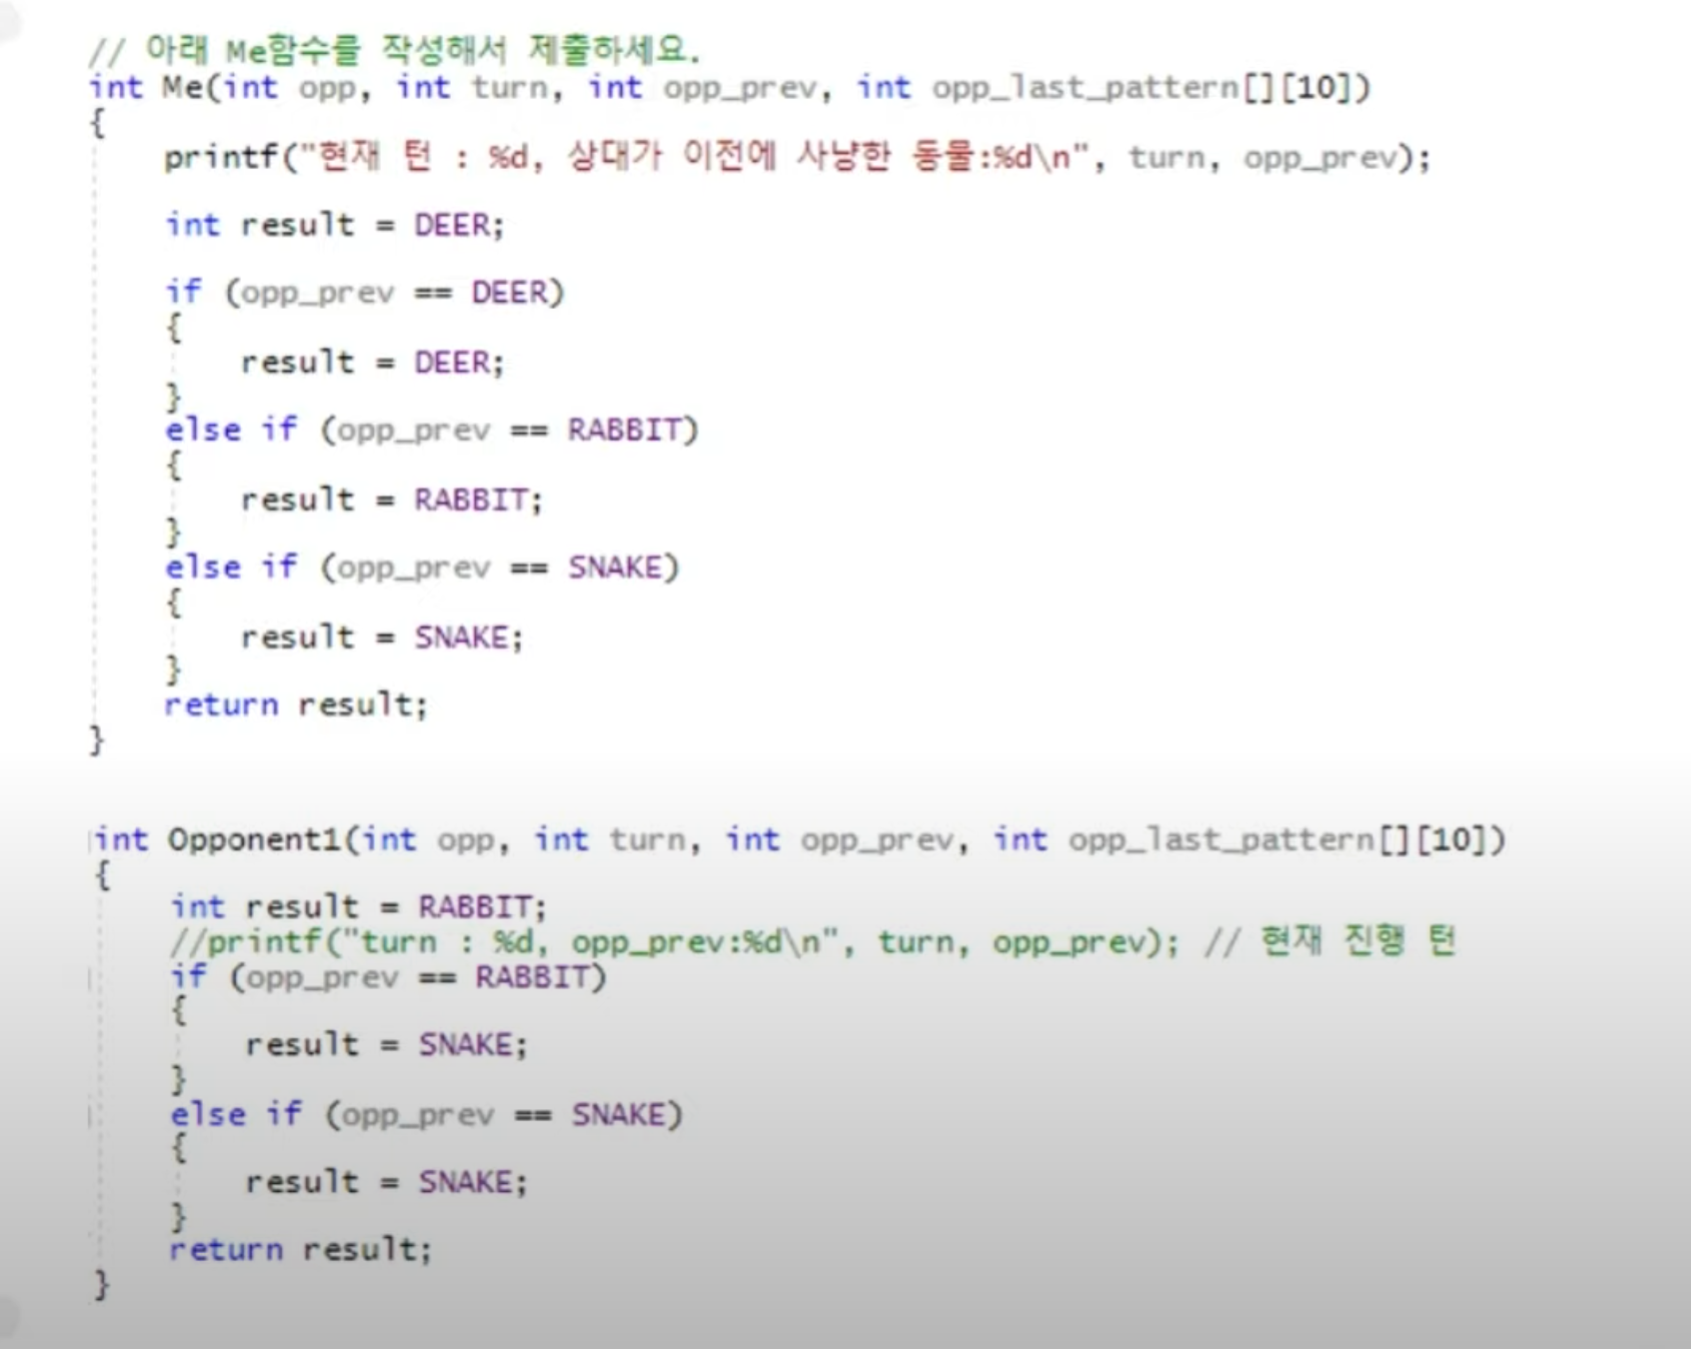 // 아래 Me함수를 작성해서 제출하세요.
int Me(int opp, int turn, int opp_prev, int opp_last_pattern[][10])
{
    printf("현재 턴 : %d, 상대가 이전에 사냥한 동물:%d\n", turn, opp_prev);
    int result = DEER;
    if (opp_prev == DEER)
    {
        result = DEER;
    }
    else if (opp_prev == RABBIT)
    {
        result = RABBIT;
    }
    else if (opp_prev == SNAKE)
    {
        result = SNAKE;
    }
    return result;
}
int Opponent1(int opp, int turn, int opp_prev, int opp_last_pattern[][10])
{
    int result = RABBIT;
    //printf("turn : %d, opp_prev:%d\n", turn, opp_prev); // 현재 진행 턴
    if (opp_prev == RABBIT)
    {
        result = SNAKE;
    }
    else if (opp_prev == SNAKE)
    {
        result = SNAKE;
    }
    return result;
}